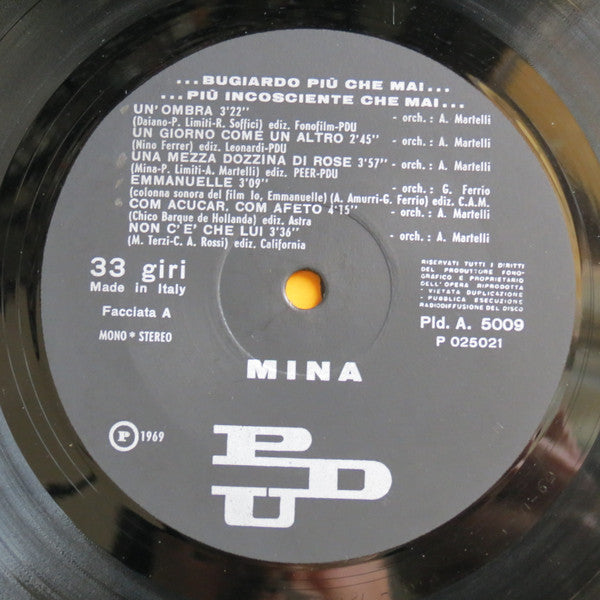 ...BUGIARDO PIÙ CHE MAI...
...PIÙ INCOSCIENTE CHE MAI...
UN'OMBRA 3'22" - orch.: A. Martelli
(Daiano-P. Limiti-R. Soffici) ediz. Fonofilm-PDU
UN GIORNO COME UN ALTRO 2'45" - orch.: A. Martelli
(Nino Ferrer) ediz. Leonardi-PDU
UNA MEZZA DOZZINA DI ROSE 3'57" - orch.: A. Martelli
(Mina-P. Limiti-A. Martelli) ediz. PEER-PDU
EMMANUELLE 3'09" - orch.: G. Ferrio
(colonna sonora del film Io, Emmanuelle) (A. Amurri-G. Ferrio) ediz. C.A.M.
COM ACUCAR. COM AFETO 4'15" - orch.: A. Martelli
(Chico Barque de Hollanda) ediz. Astra
NON C'E' CHE LUI 3'36" - orch.: A. Martelli
(M. Terzi-C. A. Rossi) ediz. California
33 giri
Made in Italy
Facciata A
MONO * STEREO
RISERVATI TUTTI I DIRITTI
DEL PRODUTTORE FONO-
GRAFICO E PROPRIETARIO
DELL'OPERA RIPRODOTTA
- VIETATA DUPLICAZIONE
- PUBBLICA ESECUZIONE
RADIODIFFUSIONE DEL DISCO
Pld. A. 5009
P 025021
MINA
℗ 1969
PDU